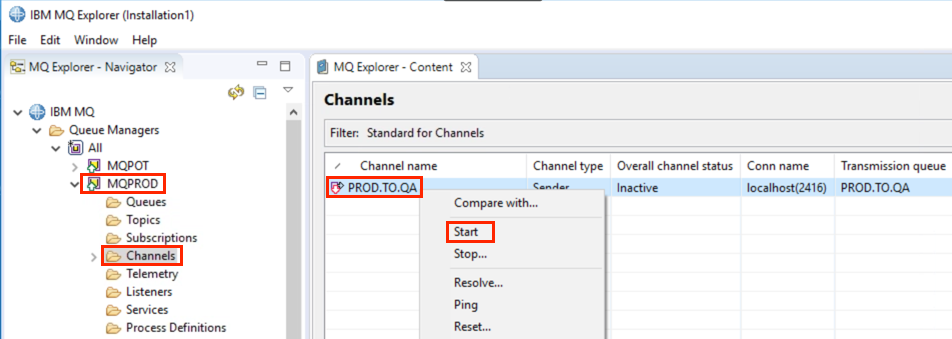 IBM MQ Explorer (Installation1)
File Edit Window Help
MQ Explorer - Navigator
IBM MQ
Queue Managers
All
MQPOT
MQPROD
Queues
Topics
Subscriptions
Channels
Telemetry
Listeners
Services
Process Definitions
MQ Explorer - Content
Channels
Filter: Standard for Channels
Channel name Channel type Overall channel status Conn name Transmission queue
PROD.TO.QA Sender Inactive localhost(2416) PROD.TO.QA
Compare with...
Start
Stop...
Resolve...
Ping
Reset...